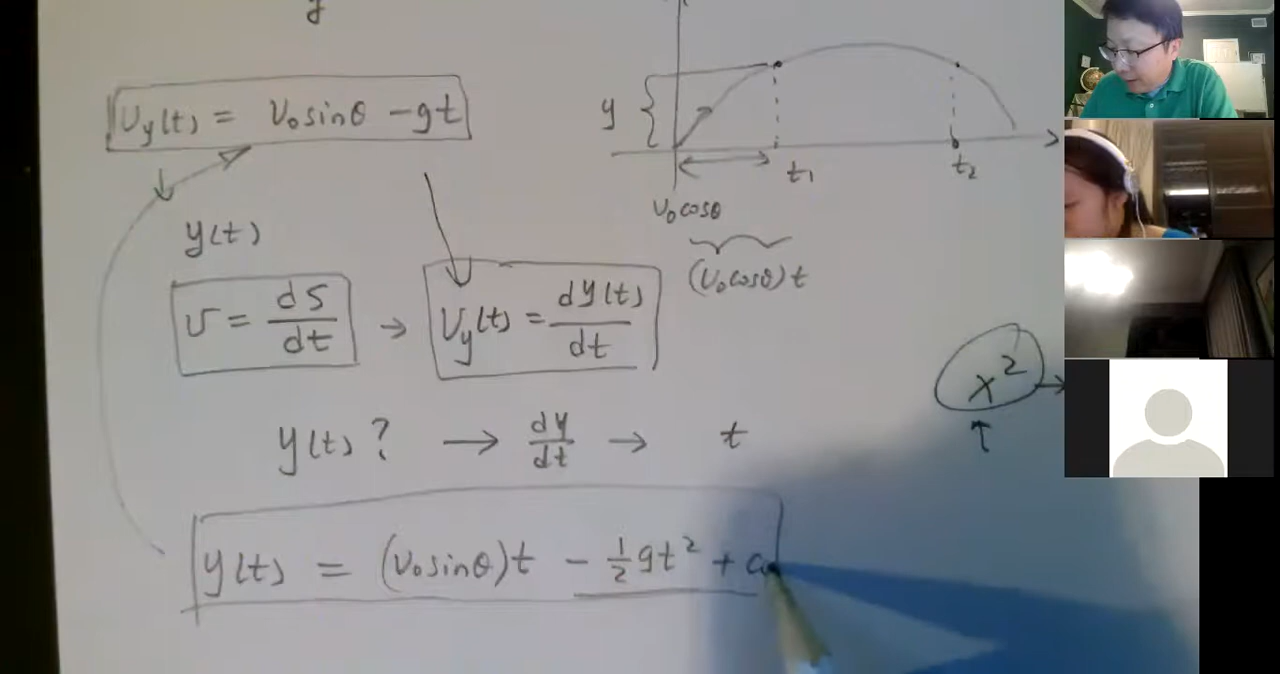 y
Vy(t) = V₀sinθ - gt
y
t₁
t₂
V₀cosθ
(V₀cosθ)t
y(t)
v = dS/dt → Vy(t) = dy(t)/dt
x² →
y(t)? → dy/dt → t
y(t) = (V₀sinθ)t - ½gt² + a